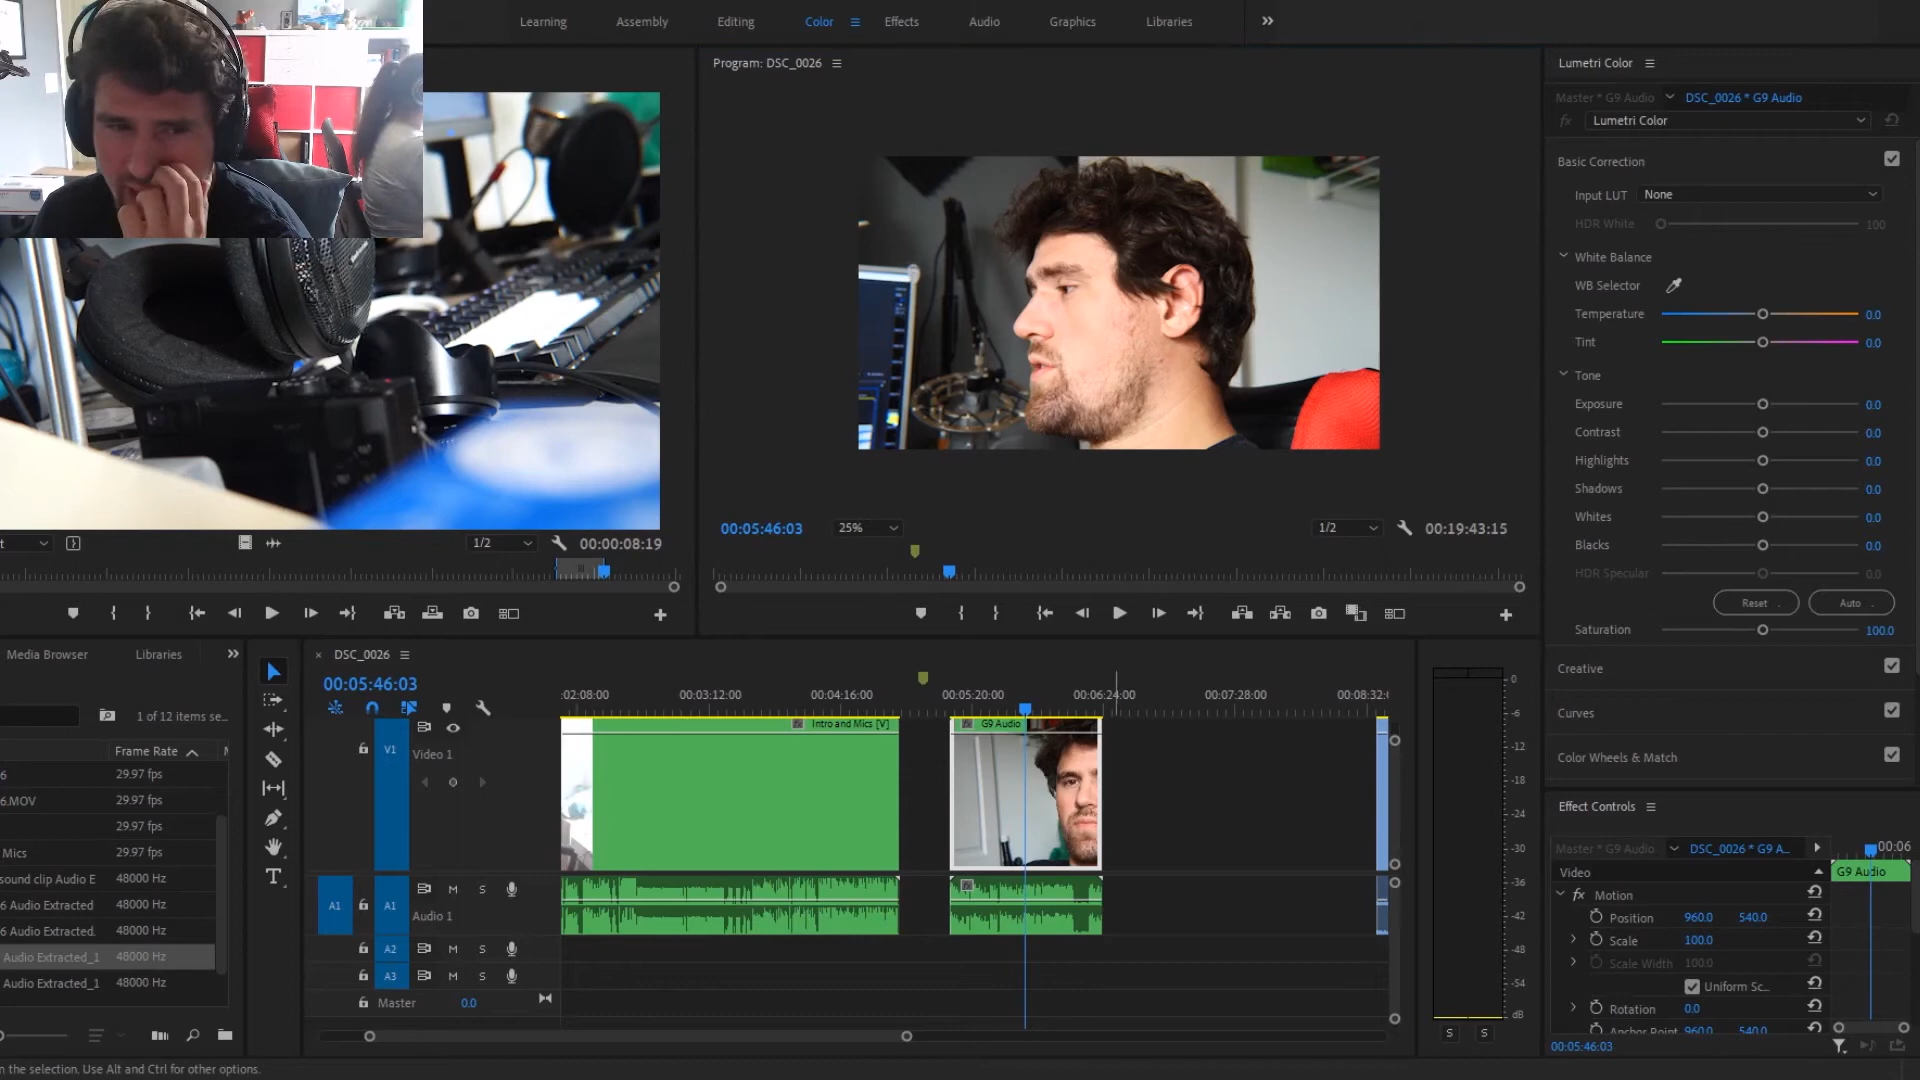 Learning Assembly Editing Color Effects Audio Graphics Libraries
Program: DSC_0026
Lumetri Color
Master * G9 Audio DSC_0026 * G9 Audio
fx Lumetri Color
Basic Correction
Input LUT None
HDR White 100
White Balance
WB Selector
Temperature 0.0
Tint 0.0
Tone
Exposure 0.0
Contrast 0.0
Highlights 0.0
Shadows 0.0
Whites 0.0
Blacks 0.0
HDR Specular 0.0
Reset Auto
Saturation 100.0
Creative
Curves
Color Wheels & Match
t 1/2 00:00:08:19
00:05:46:03 25% 1/2 00:19:43:15
Media Browser Libraries
1 of 12 items se...
Frame Rate
6 29.97 fps
6.MOV 29.97 fps
29.97 fps
Mics 29.97 fps
sound clip Audio E 48000 Hz
6 Audio Extracted 48000 Hz
6 Audio Extracted. 48000 Hz
Audio Extracted_1 48000 Hz
Audio Extracted_1 48000 Hz
× DSC_0026
00:05:46:03
:02:08:00 00:03:12:00 00:04:16:00 00:05:20:00 00:06:24:00 00:07:28:00 00:08:32:0
Intro and Mics [V] G9 Audio
V1 Video 1
A1 A1 M S
Audio 1
A2 M S
A3 M S
Master 0.0
0
-6
-12
-18
-24
-30
-36
-42
-48
-54
dB
S S
Effect Controls
Master * G9 Audio DSC_0026 * G9 A... 00:06
Video G9 Audio
fx Motion
Position 960.0 540.0
Scale 100.0
Scale Width 100.0
Uniform Sc...
Rotation 0.0
Anchor Point 960.0 540.0
00:05:46:03
n the selection. Use Alt and Ctrl for other options.